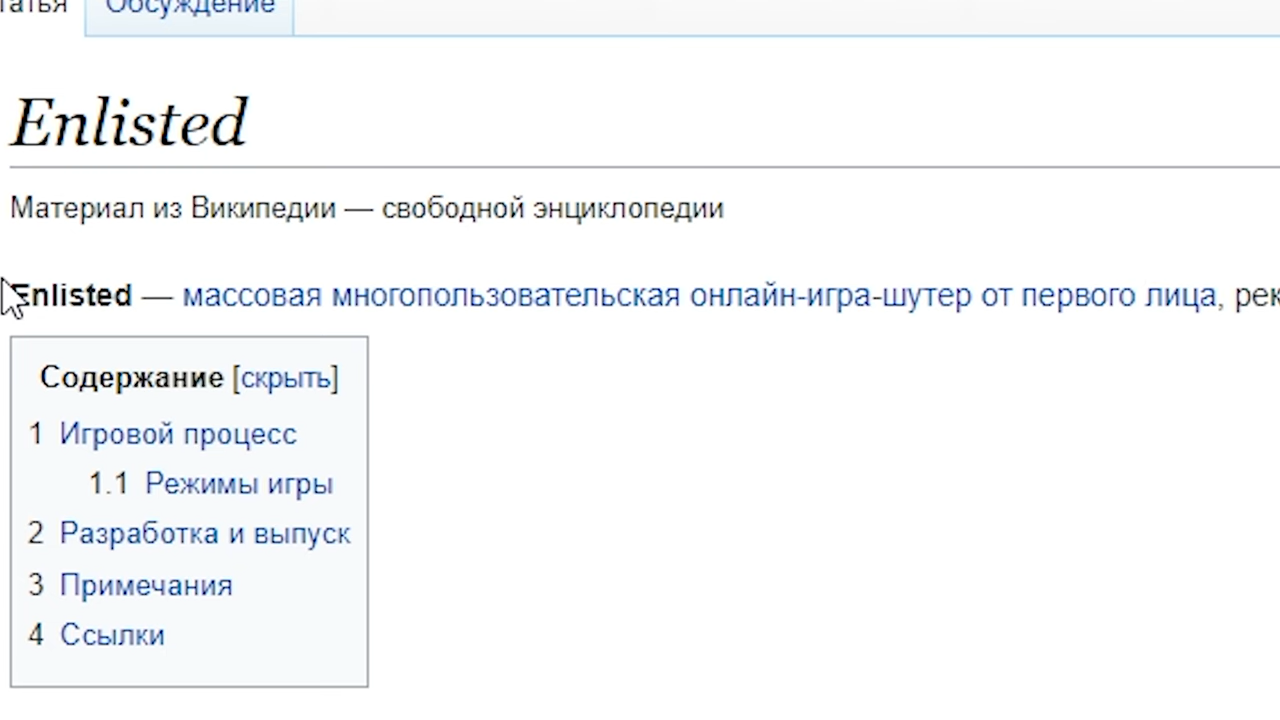 Обсуждение
Enlisted
Материал из Википедии — свободной энциклопедии
Enlisted — массовая многопользовательская онлайн-игра-шутер от первого лица,
Содержание [скрыть]
1 Игровой процесс
1.1 Режимы игры
2 Разработка и выпуск
3 Примечания
4 Ссылки